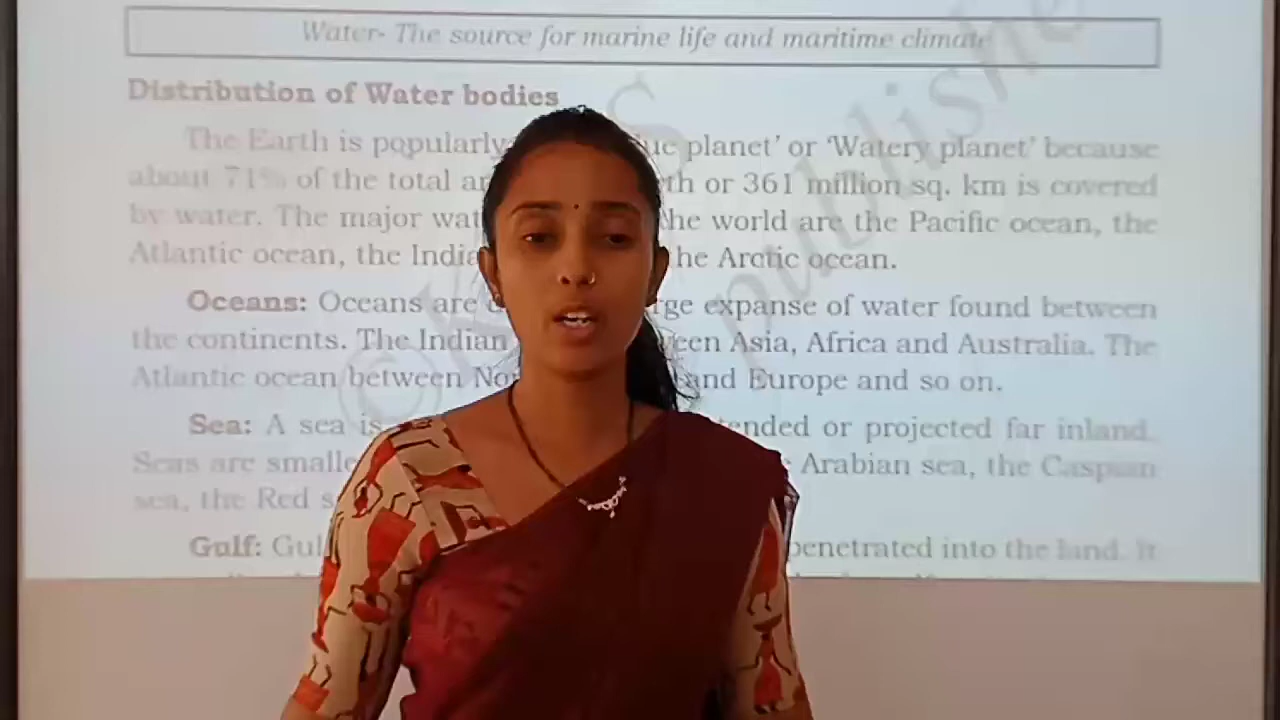 Water- The source for marine life and maritime climate
Distribution of Water bodies
The Earth is popularly ue planet' or 'Watery planet' because
about 71% of the total ar th or 361 million sq. km is covered
by water. The major wat he world are the Pacific ocean, the
Atlantic ocean, the India he Arctic ocean.
Oceans: Oceans are rge expanse of water found between
the continents. The Indian een Asia, Africa and Australia. The
Atlantic ocean between No and Europe and so on.
Sea: A sea is ended or projected far inland.
Seas are smalle Arabian sea, the Caspian
sea, the Red s
Gulf: Gul penetrated into the land. It